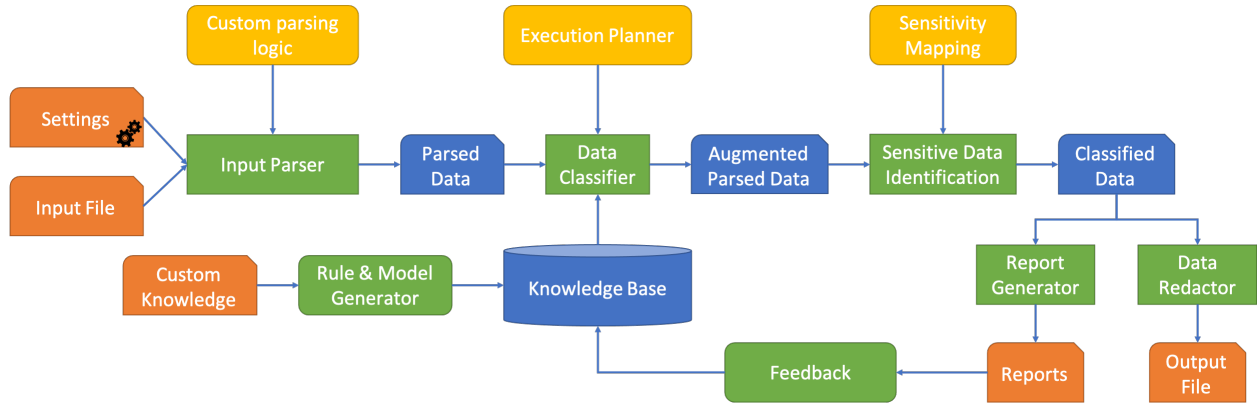 Custom parsing
logic
Execution Planner
Sensitivity
Mapping
Settings
Input File
Input Parser
Parsed
Data
Data
Classifier
Augmented
Parsed Data
Sensitive Data
Identification
Classified
Data
Custom
Knowledge
Rule & Model
Generator
Knowledge Base
Report
Generator
Data
Redactor
Feedback
Reports
Output
File